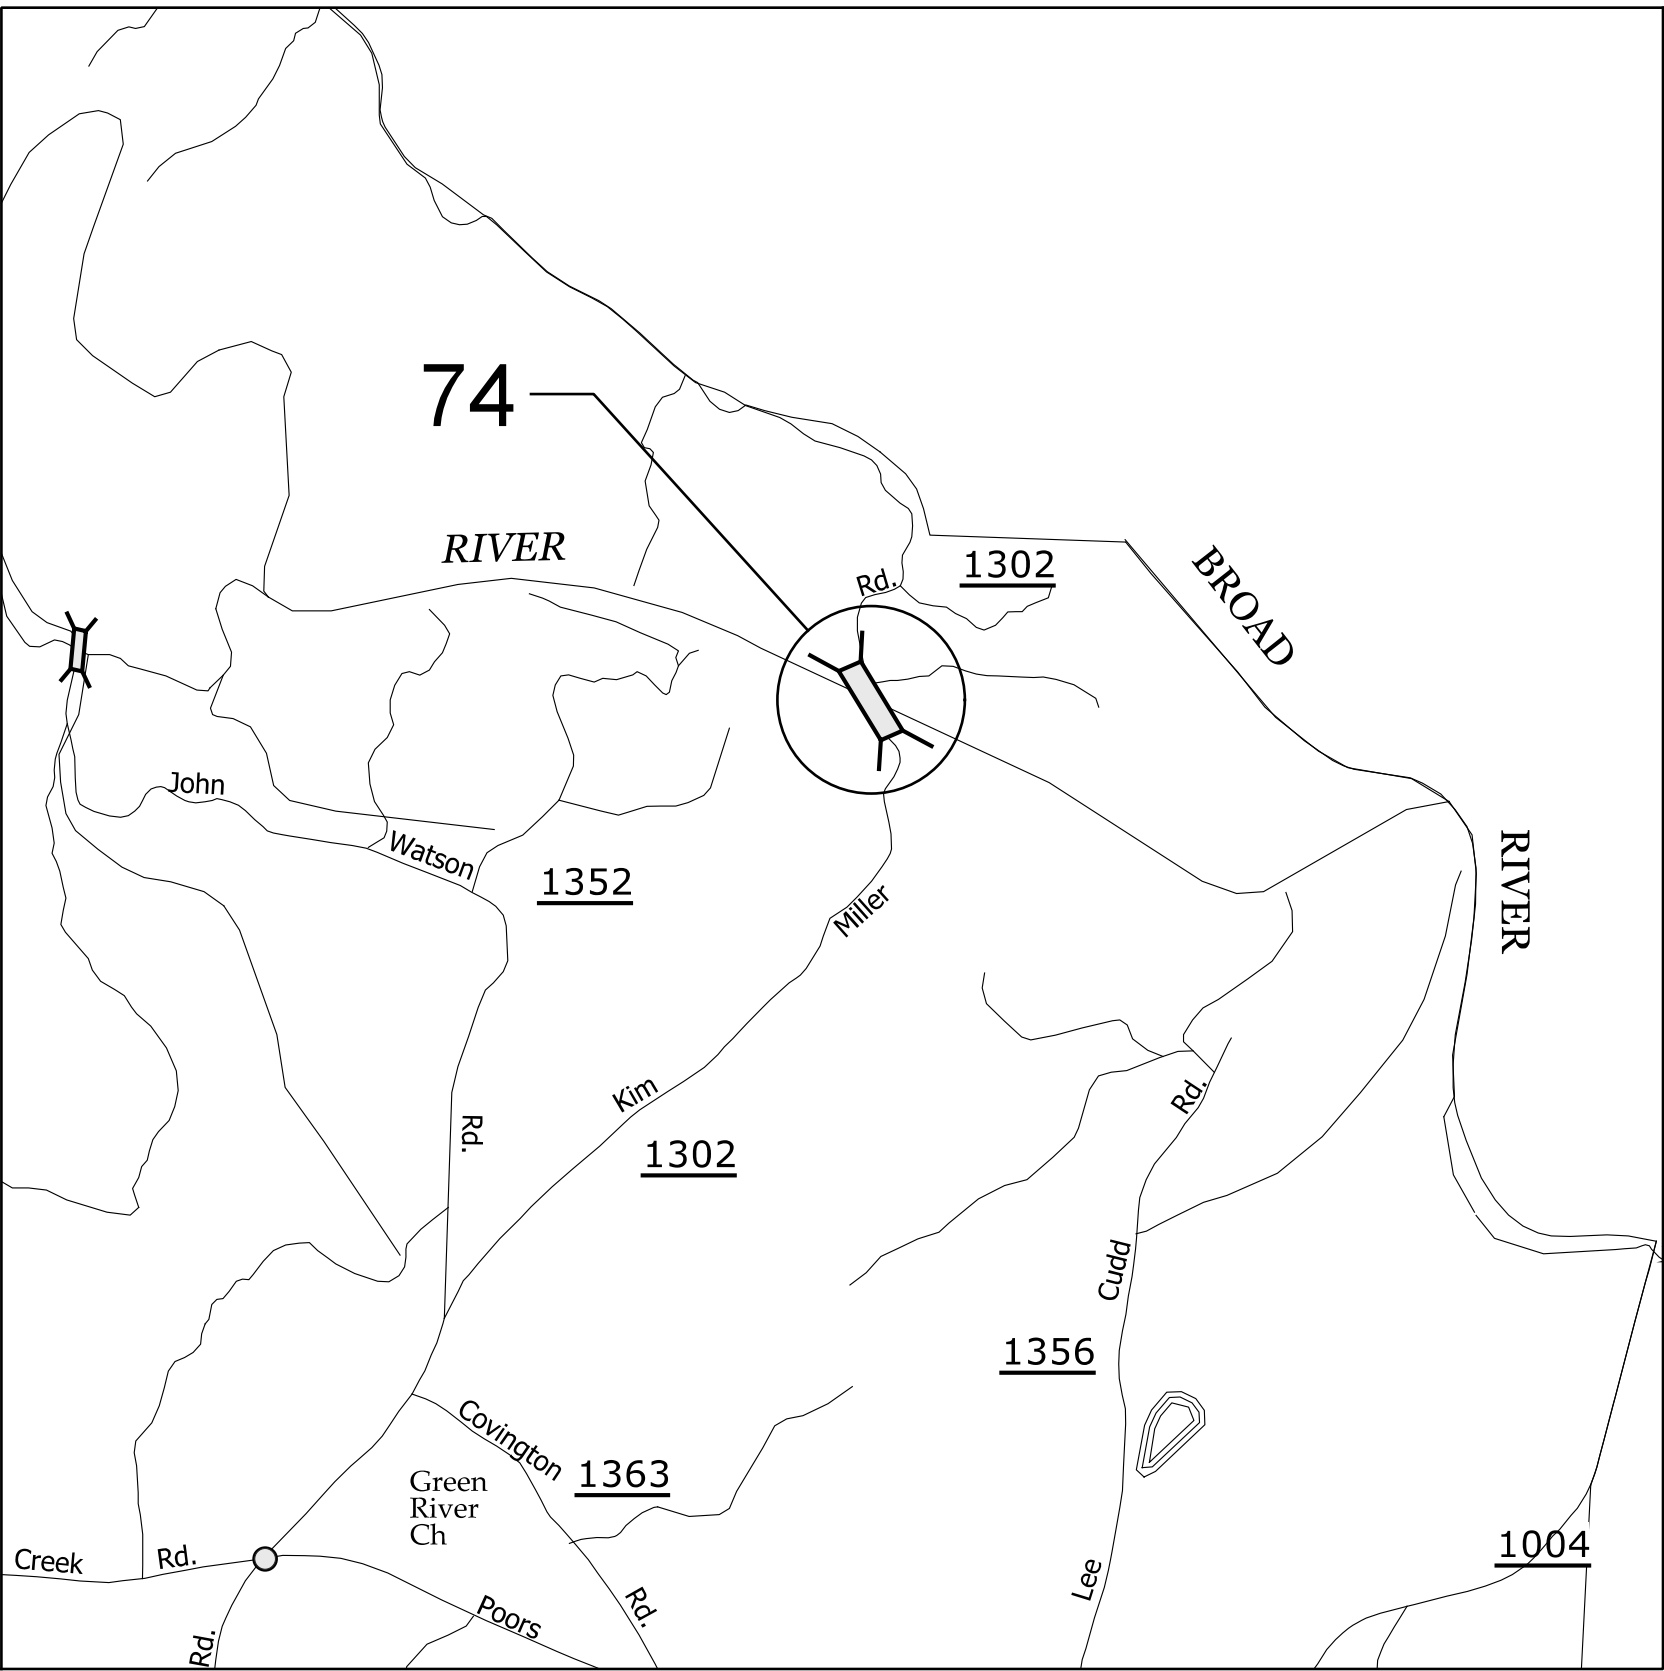 74
RIVER
Rd.
1302
BROAD
John
Watson
1352
Miller
RIVER
Kim
Rd.
1302
Rd.
Cudd
1356
Covington
Green
River
Ch
1363
1004
Creek
Rd.
Lee
Rd.
Poors
Rd.